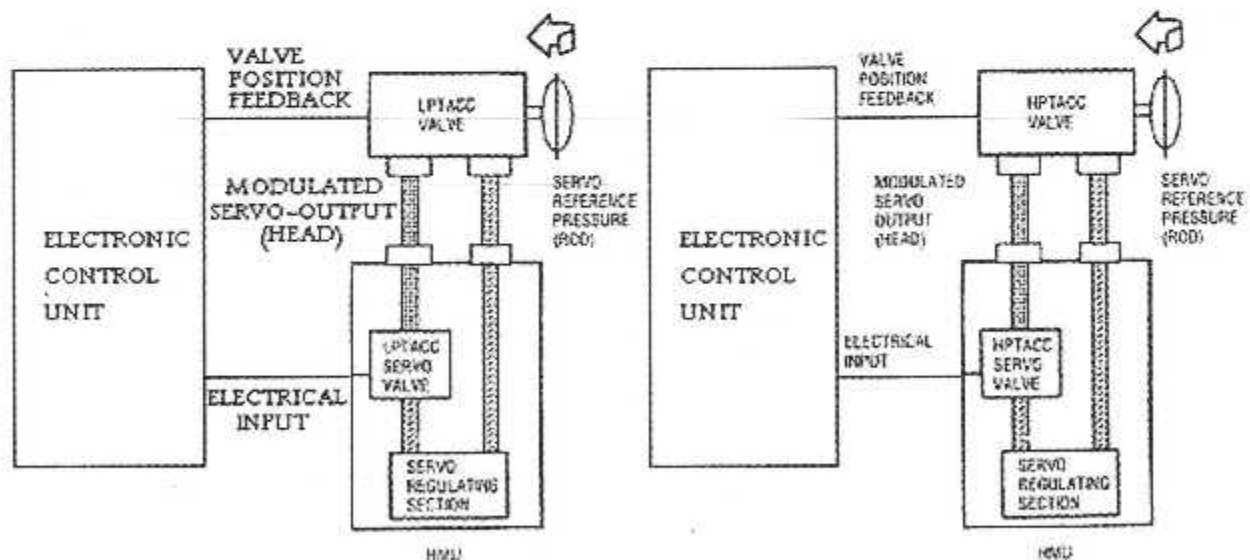 VALVE
POSITION
FEEDBACK
LPTACC
VALVE
MODULATED
SERVO-OUTPUT
(HEAD)
SERVO
REFERENCE
PRESSURE
(ROD)
ELECTRONIC
CONTROL
UNIT
LPTACC
SERVO
VALVE
ELECTRICAL
INPUT
SERVO
REGULATING
SECTION
HMU
VALVE
POSITION
FEEDBACK
HPTACC
VALVE
MODULATED
SERVO
OUTPUT
(HEAD)
SERVO
REFERENCE
PRESSURE
(ROD)
ELECTRONIC
CONTROL
UNIT
ELECTRICAL
INPUT
HPTACC
SERVO
VALVE
SERVO
REGULATING
SECTION
HMU